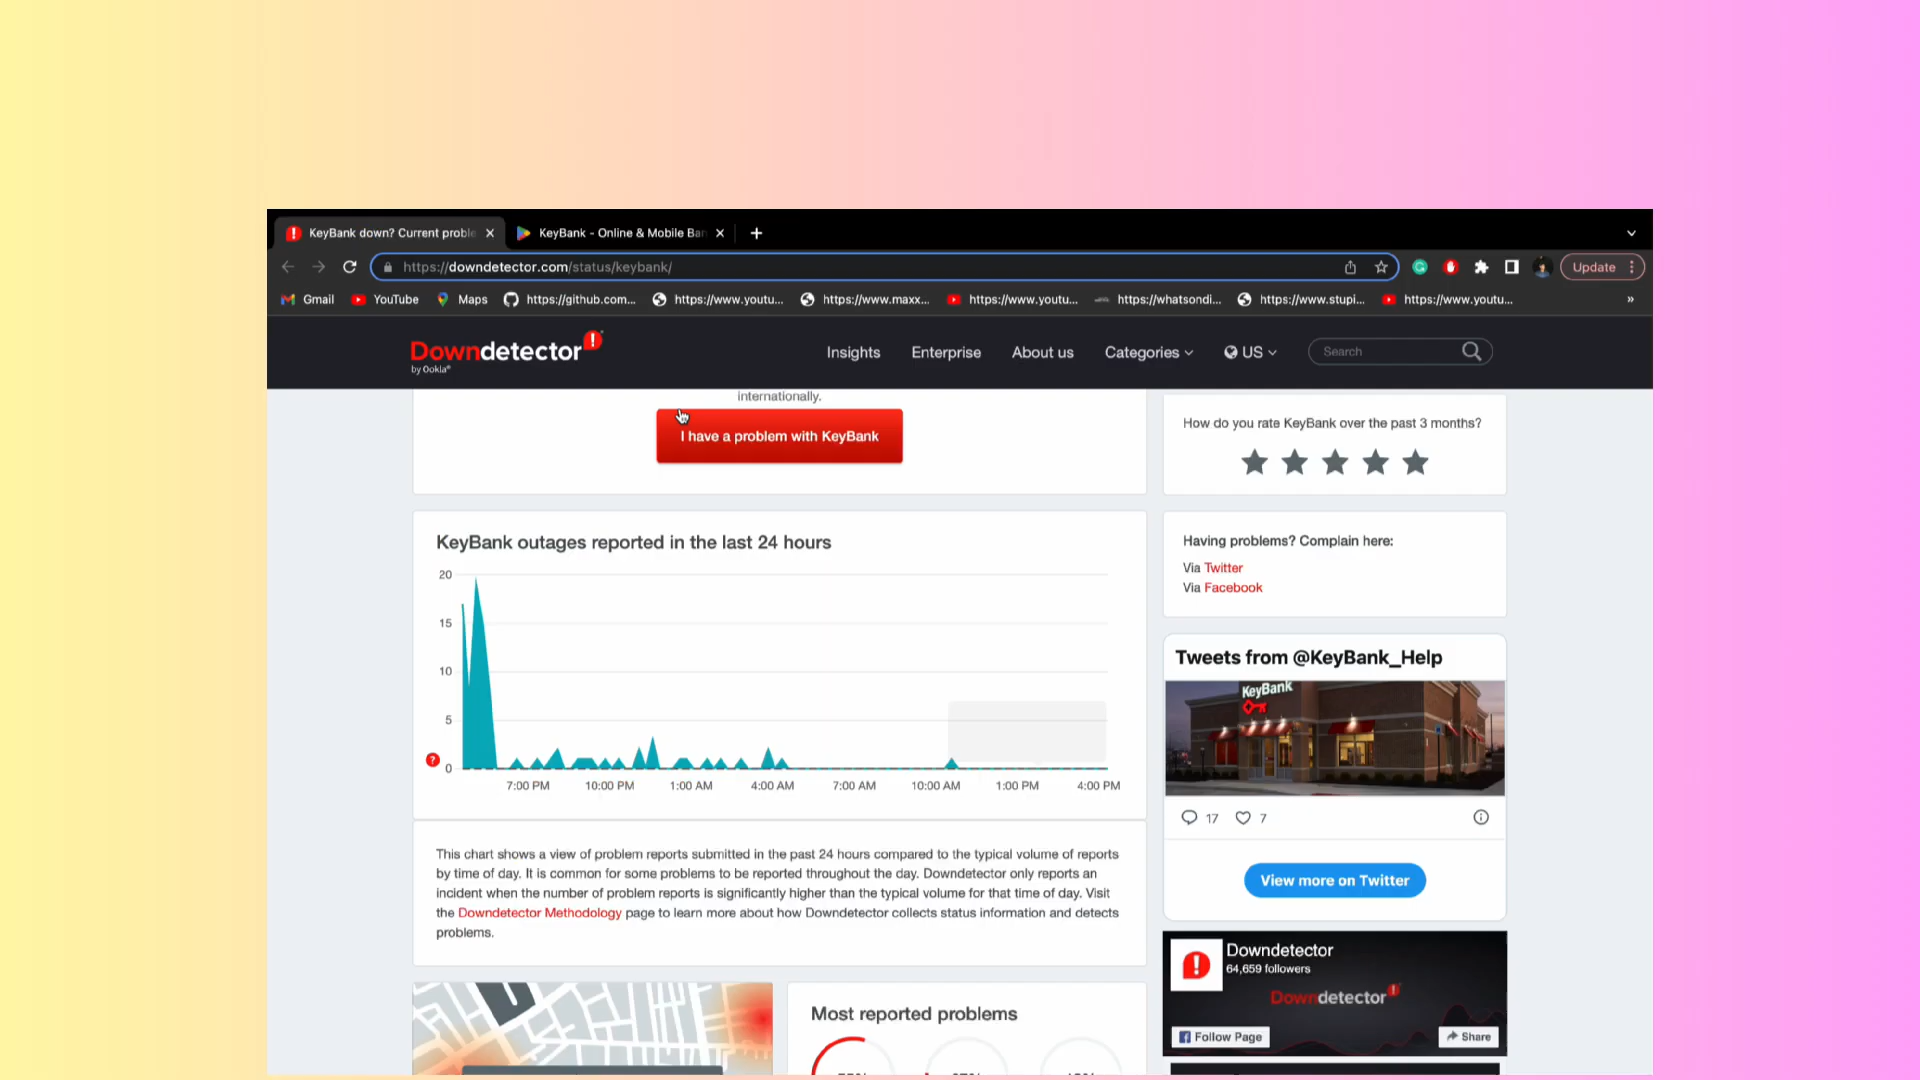 KeyBank down? Current proble
KeyBank - Online & Mobile Ban
https://downdetector.com/status/keybank/
Update
Gmail
YouTube
Maps
https://github.com...
https://www.youtu...
https://www.maxx...
https://www.youtu...
https://whatsondi...
https://www.stupi...
https://www.youtu...
»
Downdetector
by Ookla®
Insights
Enterprise
About us
Categories
US
Search
internationally.
I have a problem with KeyBank
How do you rate KeyBank over the past 3 months?
KeyBank outages reported in the last 24 hours
20
15
10
5
0
?
7:00 PM
10:00 PM
1:00 AM
4:00 AM
7:00 AM
10:00 AM
1:00 PM
4:00 PM
This chart shows a view of problem reports submitted in the past 24 hours compared to the typical volume of reports
by time of day. It is common for some problems to be reported throughout the day. Downdetector only reports an
incident when the number of problem reports is significantly higher than the typical volume for that time of day. Visit
the Downdetector Methodology page to learn more about how Downdetector collects status information and detects
problems.
Most reported problems
Having problems? Complain here:
Via Twitter
Via Facebook
Tweets from @KeyBank_Help
KeyBank
17
7
View more on Twitter
Downdetector
64,659 followers
Downdetector
Follow Page
Share